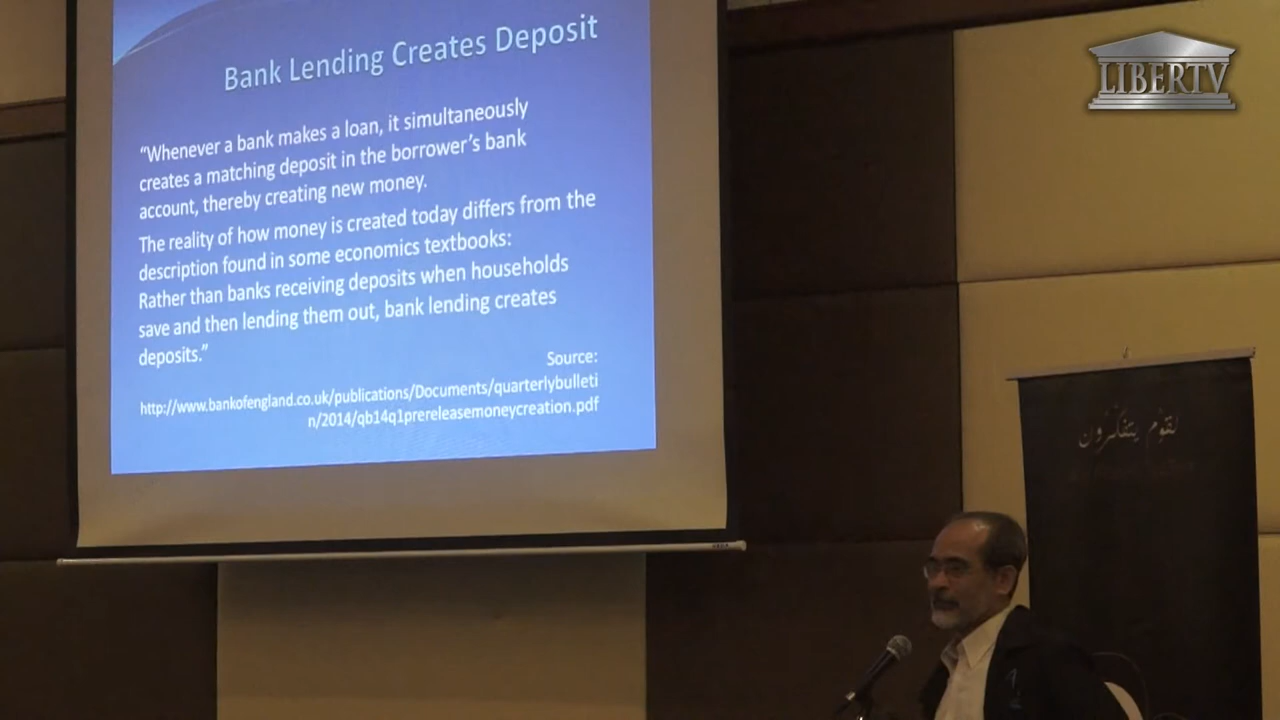 LIBERTV
Bank Lending Creates Deposit
“Whenever a bank makes a loan, it simultaneously
creates a matching deposit in the borrower’s bank
account, thereby creating new money.
The reality of how money is created today differs from the
description found in some economics textbooks:
Rather than banks receiving deposits when households
save and then lending them out, bank lending creates
deposits.”
Source:
http://www.bankofengland.co.uk/publications/Documents/quarterlybulleti
n/2014/qb14q1prereleasemoneycreation.pdf
لقوم يتفكرون